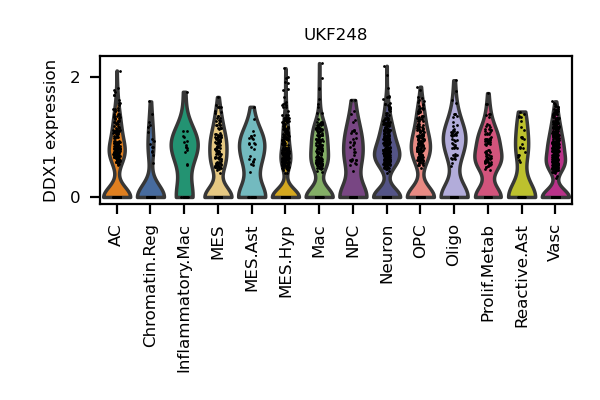 UKF248
DDX1 expression
2
0
AC
Chromatin.Reg
Inflammatory.Mac
MES
MES.Ast
MES.Hyp
Mac
NPC
Neuron
OPC
Oligo
Prolif.Metab
Reactive.Ast
Vasc